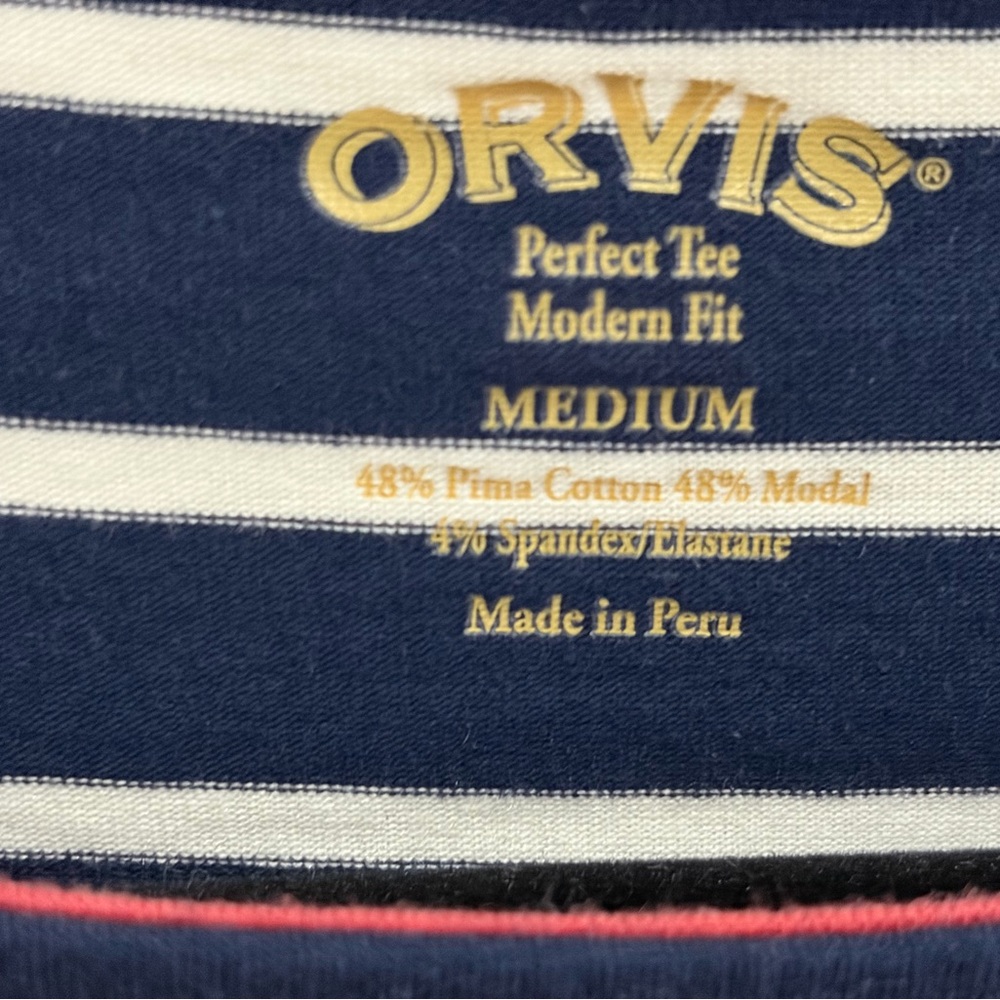 ORVIS®
Perfect Tee
Modern Fit
MEDIUM
48% Pima Cotton 48% Modal
4% Spandex/Elastane
Made in Peru